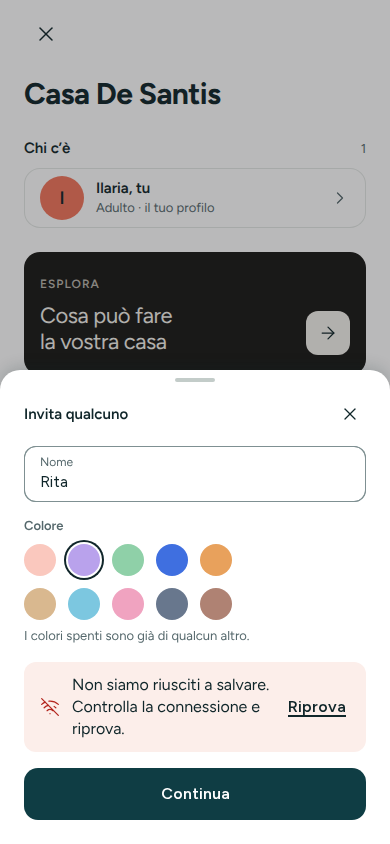 Casa De Santis
Chi c'è
1
I
Ilaria, tu
Adulto · il tuo profilo
ESPLORA
Cosa può fare
la vostra casa
Invita qualcuno
Nome
Rita
Colore
I colori spenti sono già di qualcun altro.
Non siamo riusciti a salvare.
Controlla la connessione e
riprova.
Riprova
Continua